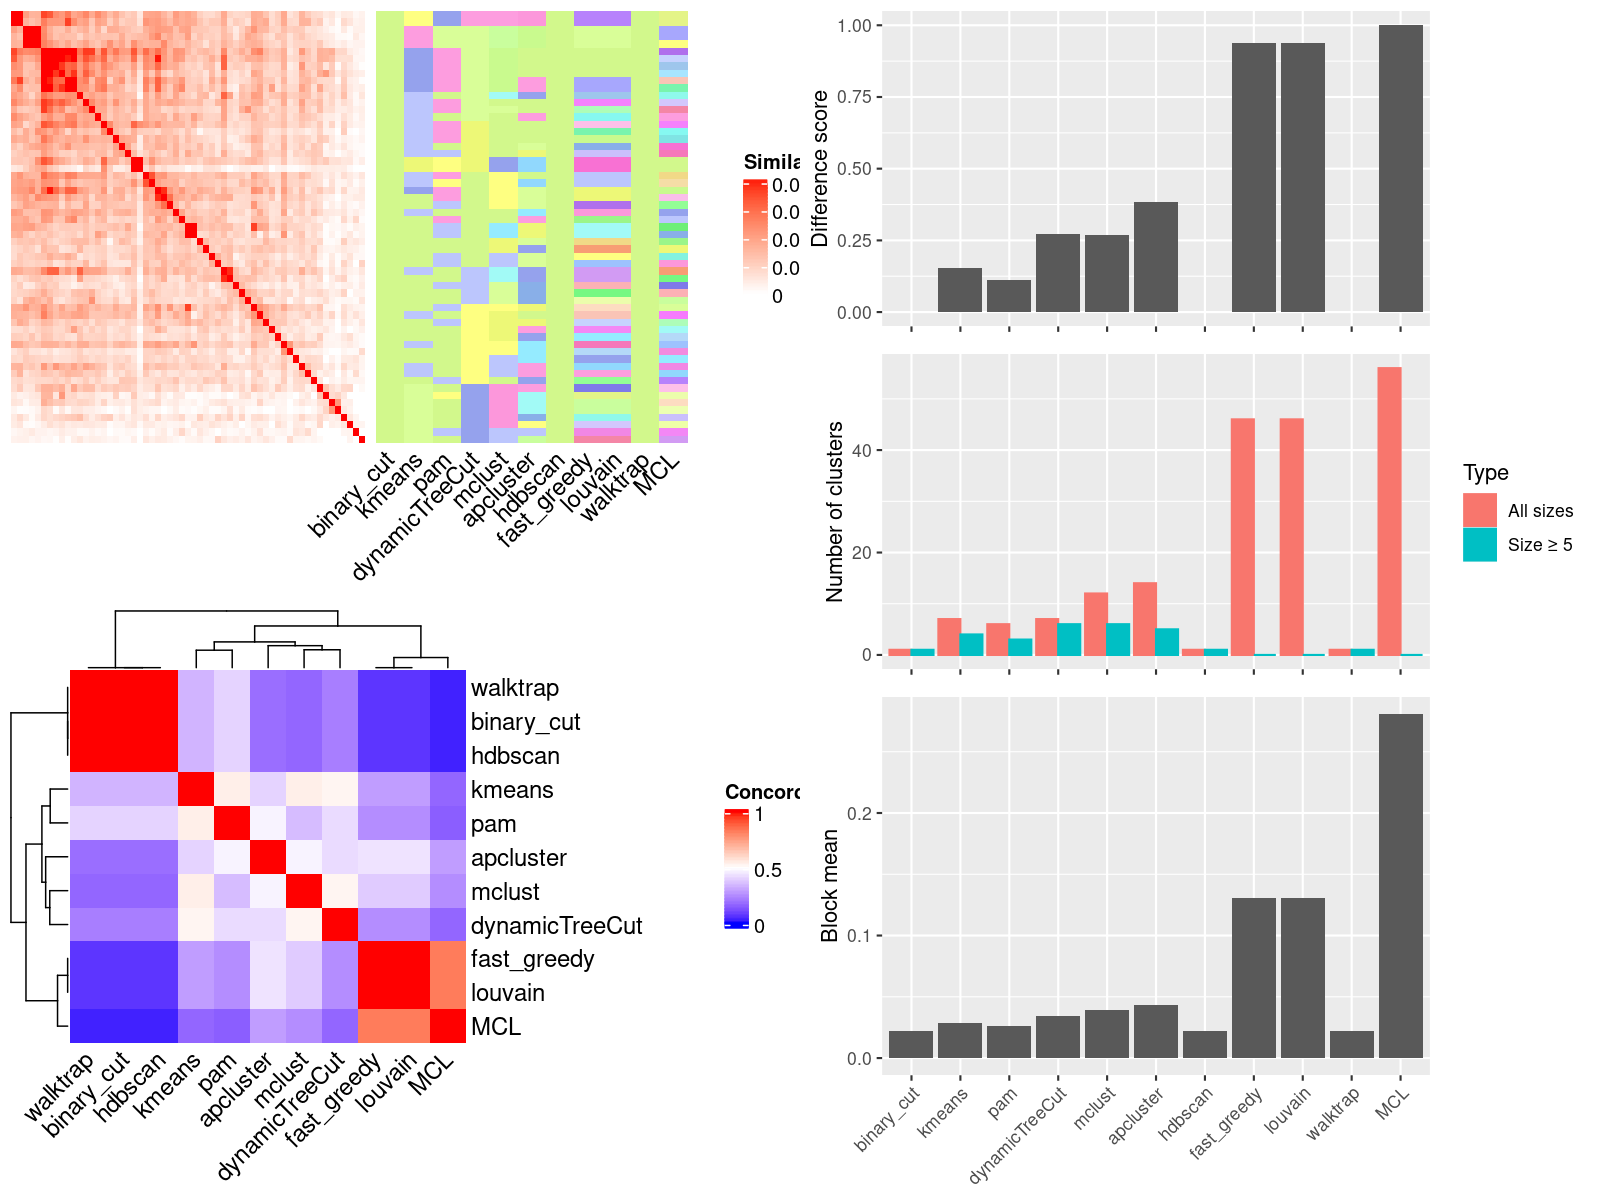 Simila
0.0
0.0
0.0
0.0
0
binary_cut
kmeans
pam
dynamicTreeCut
mclust
apcluster
hdbscan
fast_greedy
louvain
walktrap
MCL
walktrap
binary_cut
hdbscan
kmeans
pam
apcluster
mclust
dynamicTreeCut
fast_greedy
louvain
MCL
walktrap
binary_cut
hdbscan
kmeans
pam
apcluster
mclust
dynamicTreeCut
fast_greedy
louvain
MCL
Concord
1
0.5
0
Difference score
1.00
0.75
0.50
0.25
0.00
Number of clusters
40
20
0
Type
All sizes
Size ≥ 5
Block mean
0.2
0.1
0.0
binary_cut
kmeans
pam
dynamicTreeCut
mclust
apcluster
hdbscan
fast_greedy
louvain
walktrap
MCL